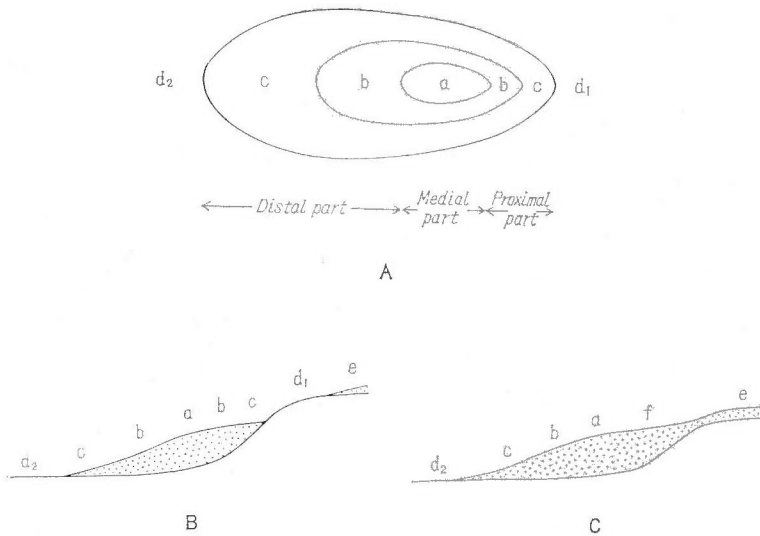 d₂ c b a b c d₁
Distal part Medial part Proximal part
A
e
d₁
a b c
b
c
d₂
B
e
a f
b
c
d₂
C